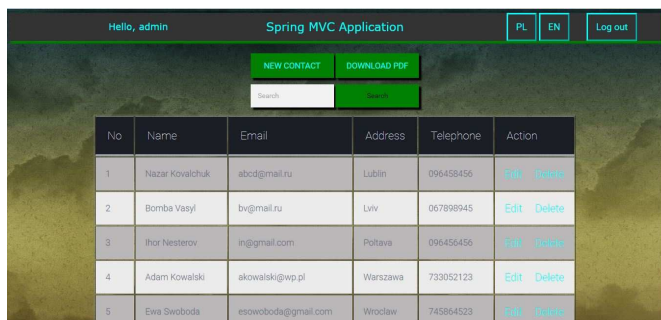 Hello, admin Spring MVC Application PL EN Log out
NEW CONTACT DOWNLOAD PDF
Search Search
No Name Email Address Telephone Action
1 Nazar Kovalchuk abcd@mail.ru Lublin 096458456 Edit Delete
2 Bomba Vasyl bv@mail.ru Lviv 067898945 Edit Delete
3 Ihor Nesterov in@gmail.com Poltava 096456456 Edit Delete
4 Adam Kowalski akowalski@wp.pl Warszawa 733052123 Edit Delete
5 Ewa Swoboda esowoboda@gmail.com Wroclaw 745864523 Edit Delete